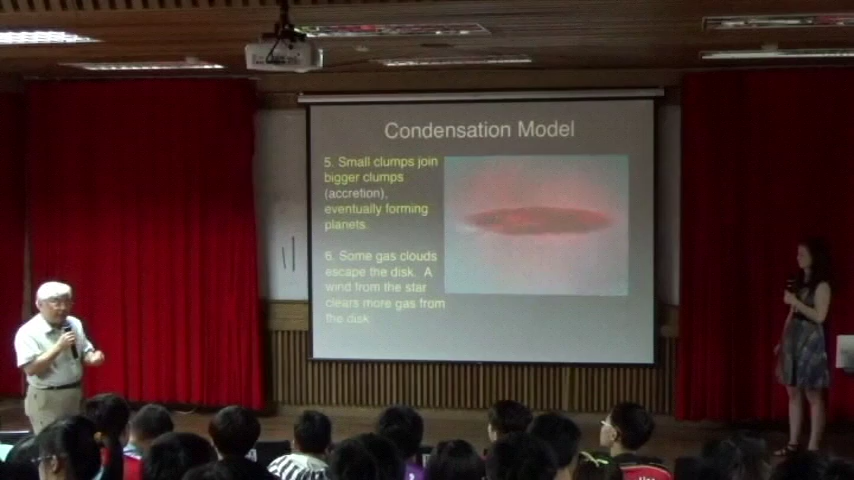 Condensation Model
5. Small clumps join
bigger clumps
(accretion),
eventually forming
planets.
6. Some gas clouds
escape the disk. A
wind from the star
clears more gas from
the disk.